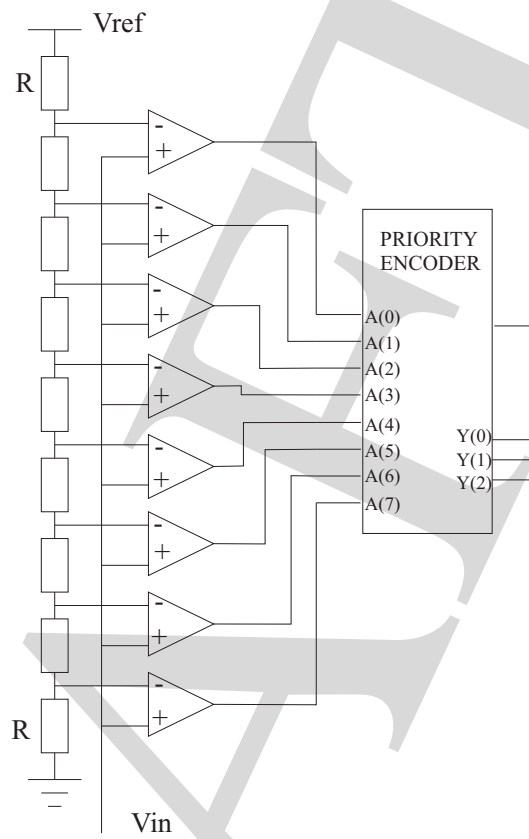 Vref
R
-
+
-
+
-
+
-
+
-
+
-
+
-
+
-
+
PRIORITY
ENCODER
A(0)
A(1)
A(2)
A(3)
A(4)
A(5)
A(6)
A(7)
Y(0)
Y(1)
Y(2)
R
Vin